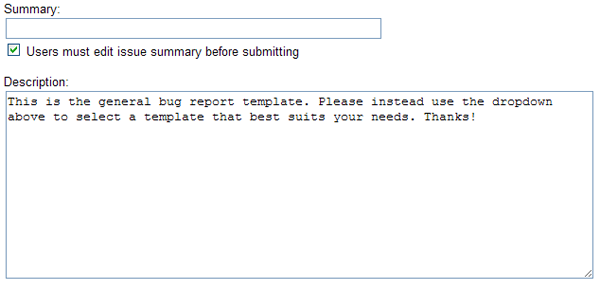 Summary:
Users must edit issue summary before submitting
Description:
This is the general bug report template. Please instead use the dropdown
above to select a template that best suits your needs. Thanks!